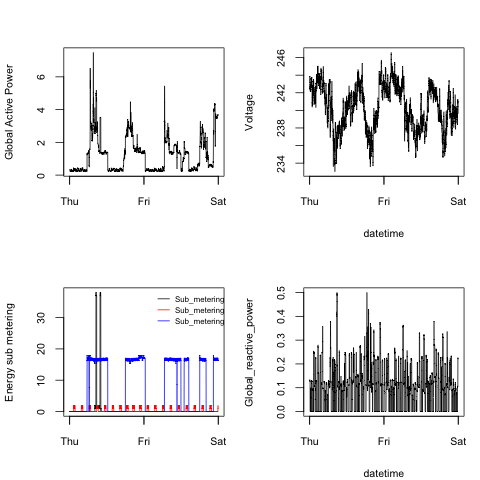 Global Active Power
6
4
2
0
Thu
Fri
Sat
Voltage
246
242
238
234
Thu
Fri
Sat
datetime
Energy sub metering
30
20
10
0
Sub_metering
Sub_metering
Sub_metering
Thu
Fri
Sat
Global_reactive_power
0.5
0.4
0.3
0.2
0.1
0.0
Thu
Fri
Sat
datetime